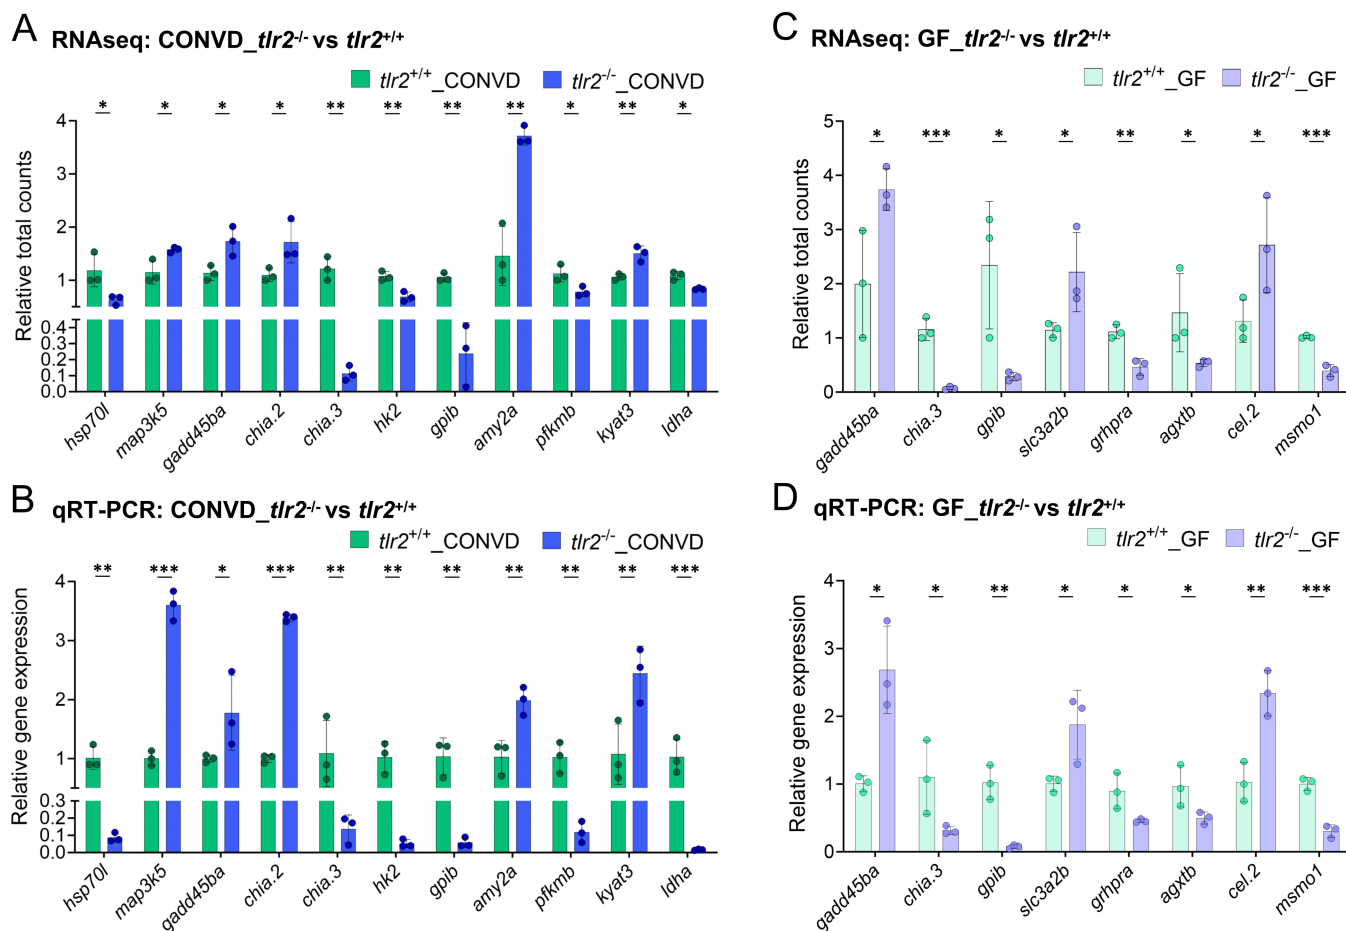 A RNAseq: CONVD_tlr2-/- vs tlr2+/+
tlr2+/+_CONVD tlr2-/-_CONVD
* * * * ** ** ** ** * ** *
Relative total counts
4
3
2
1
0.4
0.3
0.2
0.1
0.0
hsp70l map3k5 gadd45ba chia.2 chia.3 hk2 gpib amy2a pfkmb kyat3 ldha
B qRT-PCR: CONVD_tlr2-/- vs tlr2+/+
tlr2+/+_CONVD tlr2-/-_CONVD
** *** * *** ** ** ** ** ** ** ***
Relative gene expression
4
3
2
1
0.3
0.2
0.1
0.0
hsp70l map3k5 gadd45ba chia.2 chia.3 hk2 gpib amy2a pfkmb kyat3 ldha
C RNAseq: GF_tlr2-/- vs tlr2+/+
tlr2+/+_GF tlr2-/-_GF
* *** * * ** * * ***
Relative total counts
5
4
3
2
1
0
gadd45ba chia.3 gpib slc3a2b grhpra agxtb cel.2 msmo1
D qRT-PCR: GF_tlr2-/- vs tlr2+/+
tlr2+/+_GF tlr2-/-_GF
* * ** * * * ** ***
Relative gene expression
4
3
2
1
0
gadd45ba chia.3 gpib slc3a2b grhpra agxtb cel.2 msmo1